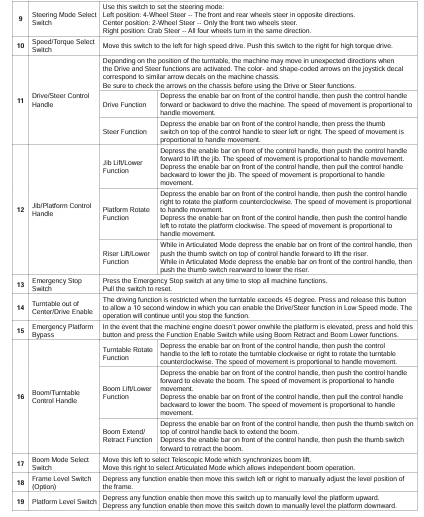 9
Steering Mode Select
Switch
Use this switch to set the steering mode:
Left position: 4-Wheel Steer -- The front and rear wheels steer in opposite directions.
Center position: 2-Wheel Steer -- Only the front two wheels steer.
Right position: Crab Steer -- All four wheels turn in the same direction.
10
Speed/Torque Select
Switch
Move this switch to the left for high speed drive. Push this switch to the right for high torque drive.
11
Drive/Steer Control
Handle
Depending on the position of the turntable, the machine may move in unexpected directions when
the Drive and Steer functions are activated. The color- and shape-coded arrows on the joystick decal
correspond to similar arrow decals on the machine chassis.
Be sure to check the arrows on the chassis before using the Drive or Steer functions.
Drive Function
Depress the enable bar on front of the control handle, then push the control handle
forward or backward to drive the machine. The speed of movement is proportional to
handle movement.
Steer Function
Depress the enable bar on front of the control handle, then press the thumb
switch on top of the control handle to steer left or right. The speed of movement is
proportional to handle movement.
12
Jib/Platform Control
Handle
Jib Lift/Lower
Function
Depress the enable bar on front of the control handle, then push the control handle
forward to lift the jib. The speed of movement is proportional to handle movement.
Depress the enable bar on front of the control handle, then pull the control handle
backward to lower the jib. The speed of movement is proportional to handle
movement.
Platform Rotate
Function
Depress the enable bar on front of the control handle, then push the control handle
right to rotate the platform counterclockwise. The speed of movement is proportional
to handle movement.
Depress the enable bar on front of the control handle, then push the control handle
left to rotate the platform clockwise. The speed of movement is proportional to
handle movement.
Riser Lift/Lower
Function
While in Articulated Mode depress the enable bar on front of the control handle, then
push the thumb switch on top of the control handle forward to lift the riser.
While in Articulated Mode depress the enable bar on front of the control handle, then
push the thumb switch rearward to lower the riser.
13
Emergency Stop
Switch
Press the Emergency Stop switch at any time to stop all machine functions.
Pull the switch to reset.
14
Turntable out of
Center/Drive Enable
The driving function is restricted when the turntable exceeds 45 degree. Press and release this button
to allow a 10 second window in which you can enable the Drive/Steer function in Low Speed mode. The
operation will continue until you stop the function.
15
Emergency Platform
Bypass
In the event that the machine engine doesn't power onwhile the platform is elevated, press and hold this
button and press the Function Enable Switch while using Boom Retract and Boom Lower functions.
16
Boom/Turntable
Control Handle
Turntable Rotate
Function
Depress the enable bar on front of the control handle, then push the control
handle to the left to rotate the turntable clockwise or right to rotate the turntable
counterclockwise. The speed of movement is proportional to handle movement.
Boom Lift/Lower
Function
Depress the enable bar on front of the control handle, then push the control handle
forward to elevate the boom. The speed of movement is proportional to handle
movement.
Depress the enable bar on front of the control handle, then pull the control handle
backward to lower the boom. The speed of movement is proportional to handle
movement.
Boom Extend/
Retract Function
Depress the enable bar on front of the control handle, then push the thumb switch on
top of control handle back to extend the boom.
Depress the enable bar on front of the control handle, then push the thumb switch
forward to retract the boom.
17
Boom Mode Select
Switch
Move this left to select Telescopic Mode which synchronizes boom lift.
Move this right to select Articulated Mode which allows independent boom operation.
18
Frame Level Switch
(Option)
Depress any function enable then move this switch left or right to manually adjust the level position of
the frame.
19
Platform Level Switch
Depress any function enable then move this switch up to manually level the platform upward.
Depress any function enable then move this switch down to manually level the platform downward.